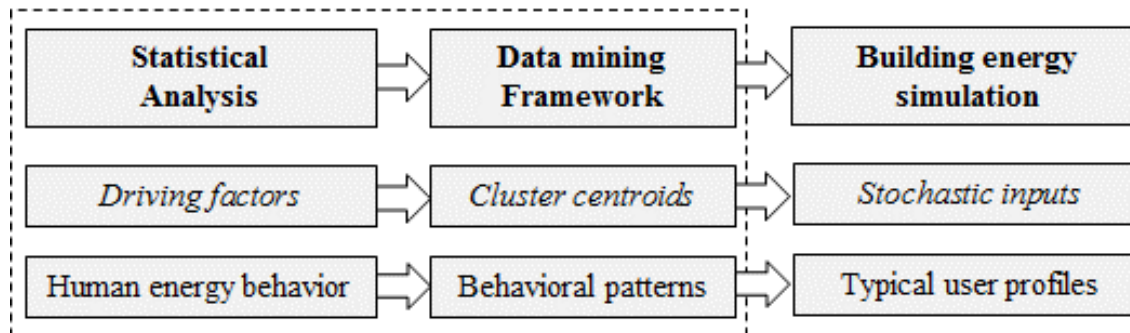 Statistical
Analysis
Data mining
Framework
Building energy
simulation
Driving factors
Cluster centroids
Stochastic inputs
Human energy behavior
Behavioral patterns
Typical user profiles